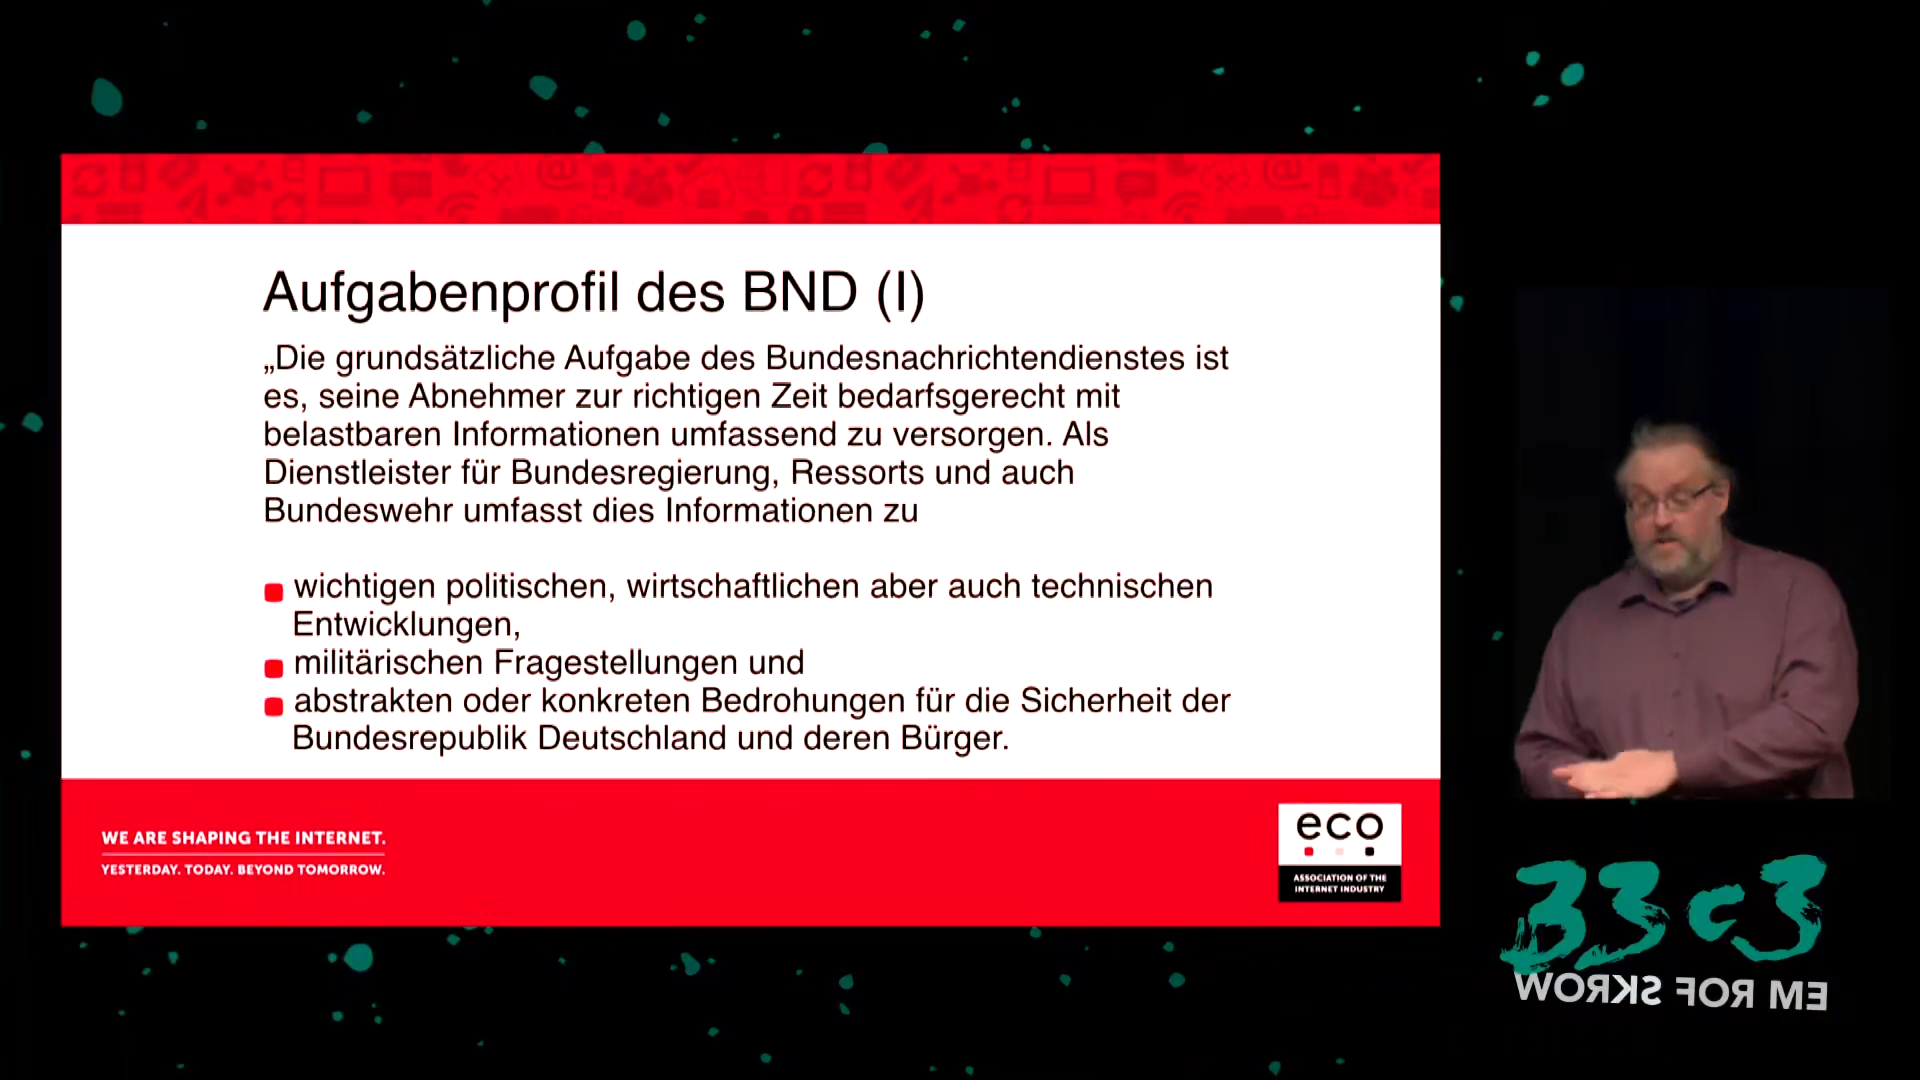 Aufgabenprofil des BND (I)
„Die grundsätzliche Aufgabe des Bundesnachrichtendienstes ist
es, seine Abnehmer zur richtigen Zeit bedarfsgerecht mit
belastbaren Informationen umfassend zu versorgen. Als
Dienstleister für Bundesregierung, Ressorts und auch
Bundeswehr umfasst dies Informationen zu
wichtigen politischen, wirtschaftlichen aber auch technischen
Entwicklungen,
militärischen Fragestellungen und
abstrakten oder konkreten Bedrohungen für die Sicherheit der
Bundesrepublik Deutschland und deren Bürger.
WE ARE SHAPING THE INTERNET.
YESTERDAY. TODAY. BEYOND TOMORROW.
eco
ASSOCIATION OF THE
INTERNET INDUSTRY
33c3
WORKS FOR ME